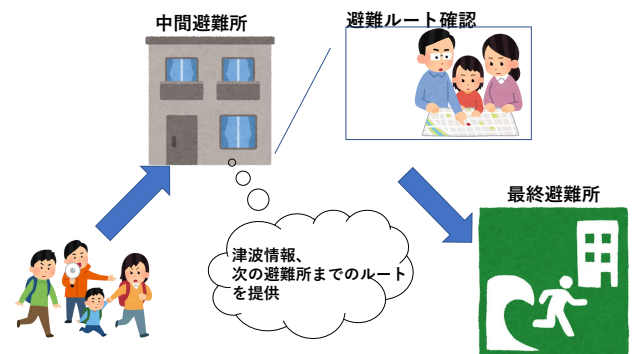 中間避難所
避難ルート確認
最終避難所
津波情報、
次の避難所までのルート
を提供